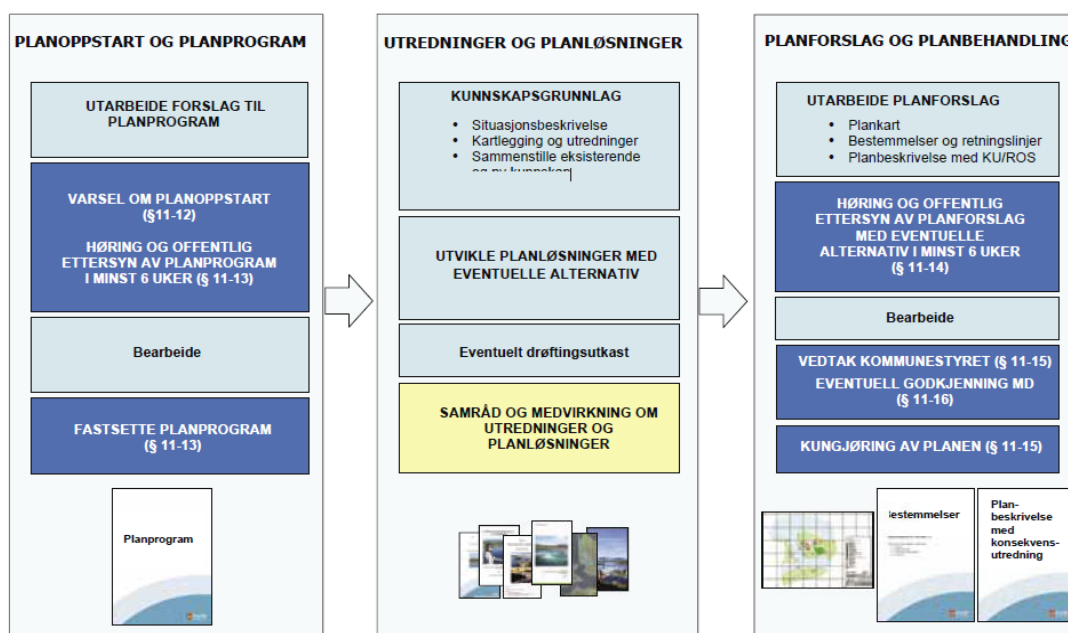 PLANOPPSTART OG PLANPROGRAM
UTARBEIDE FORSLAG TIL
PLANPROGRAM
VARSEL OM PLANOPPSTART
(§11-12)
HØRING OG OFFENTLIG
ETTERSYN AV PLANPROGRAM
I MINST 6 UKER (§ 11-13)
Bearbeide
FASTSETTE PLANPROGRAM
(§ 11-13)
Planprogram
UTREDNINGER OG PLANLØSNINGER
KUNNSKAPSGRUNNLAG
• Situasjonsbeskrivelse
• Kartlegging og utredninger
• Sammenstille eksisterende
og ny kunnskap
UTVIKLE PLANLØSNINGER MED
EVENTUELLE ALTERNATIV
Eventuelt drøftingsutkast
SAMRÅD OG MEDVIRKNING OM
UTREDNINGER OG
PLANLØSNINGER
PLANFORSLAG OG PLANBEHANDLING
UTARBEIDE PLANFORSLAG
• Plankart
• Bestemmelser og retningslinjer
• Planbeskrivelse med KU/ROS
HØRING OG OFFENTLIG
ETTERSYN AV PLANFORSLAG
MED EVENTUELLE
ALTERNATIV I MINST 6 UKER
(§ 11-14)
Bearbeide
VEDTAK KOMMUNESTYRET (§ 11-15)
EVENTUELL GODKJENNING MD
(§ 11-16)
KUNGJØRING AV PLANEN (§ 11-15)
estemmelser
Plan-
beskrivelse
med
konsekvens-
utredning